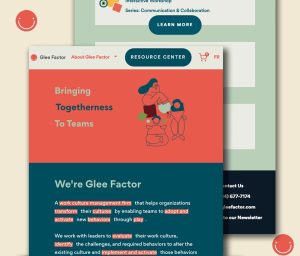 Interactive Workshop
Series: Communication & Collaboration
LEARN MORE
Glee Factor
About Glee Factor
RESOURCE CENTER
FR
Bringing
Togetherness
To Teams
We're Glee Factor
A work culture management firm that helps organizations
transform their cultures by enabling teams to adopt and
activate new behaviors through play.
We work with leaders to evaluate their work culture,
identify the challenges, and required behaviors to alter the
existing culture and implement and activate those behaviors
ntact Us
) 677-7174
leefactor.com
to our Newsletter